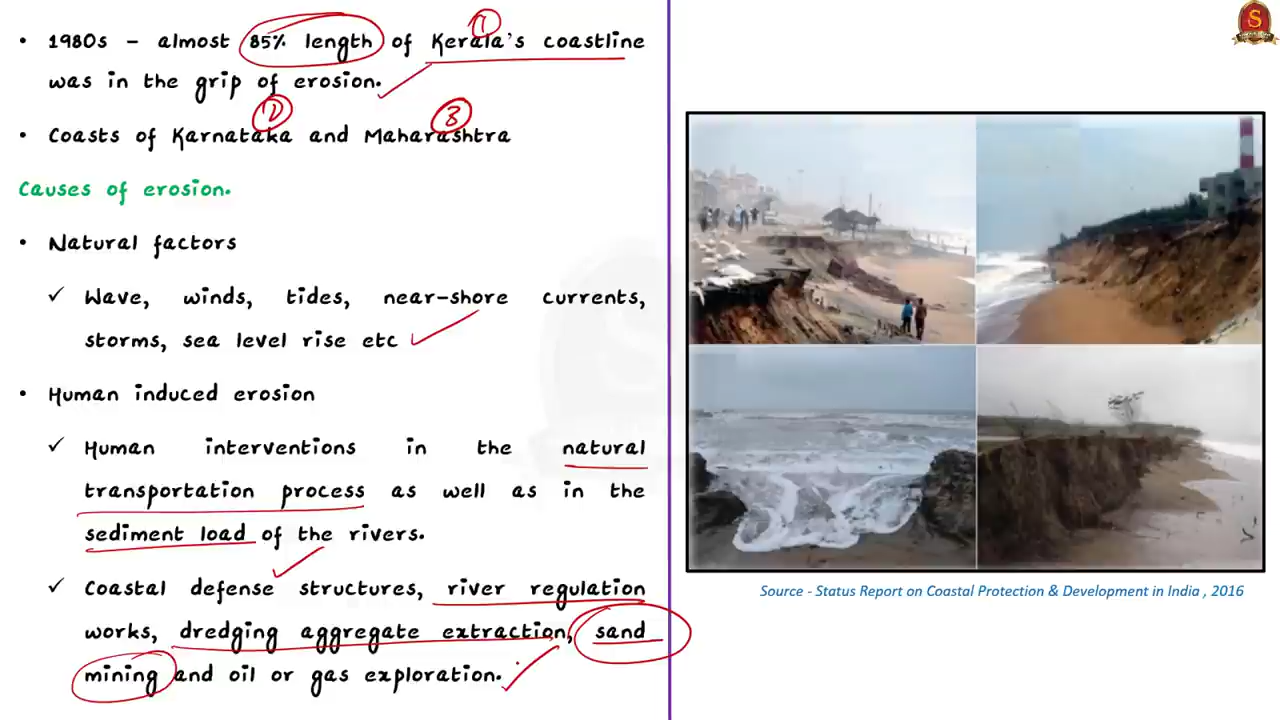 • 1980s - almost 85% length of Kerala's coastline
was in the grip of erosion.
• Coasts of Karnataka and Maharashtra
Causes of erosion.
• Natural factors
✓ Wave, winds, tides, near-shore currents,
storms, sea level rise etc
• Human induced erosion
✓ Human interventions in the natural
transportation process as well as in the
sediment load of the rivers.
✓ Coastal defense structures, river regulation
works, dredging aggregate extraction, sand
mining and oil or gas exploration.
1
2
3
S
Source - Status Report on Coastal Protection & Development in India , 2016